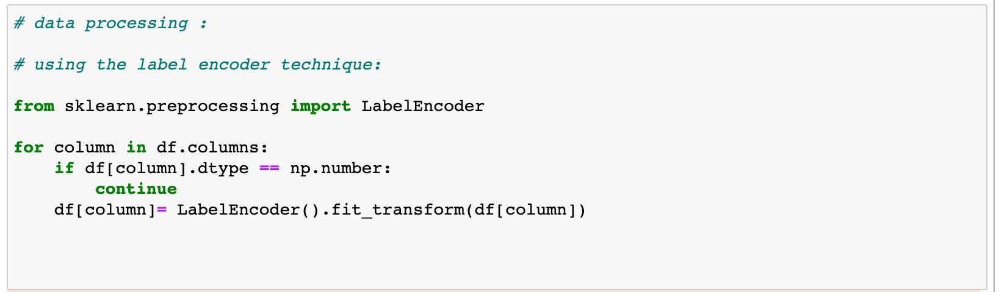 # data processing :
# using the label encoder technique:
from sklearn.preprocessing import LabelEncoder
for column in df.columns:
    if df[column].dtype == np.number:
        continue
    df[column]= LabelEncoder().fit_transform(df[column])